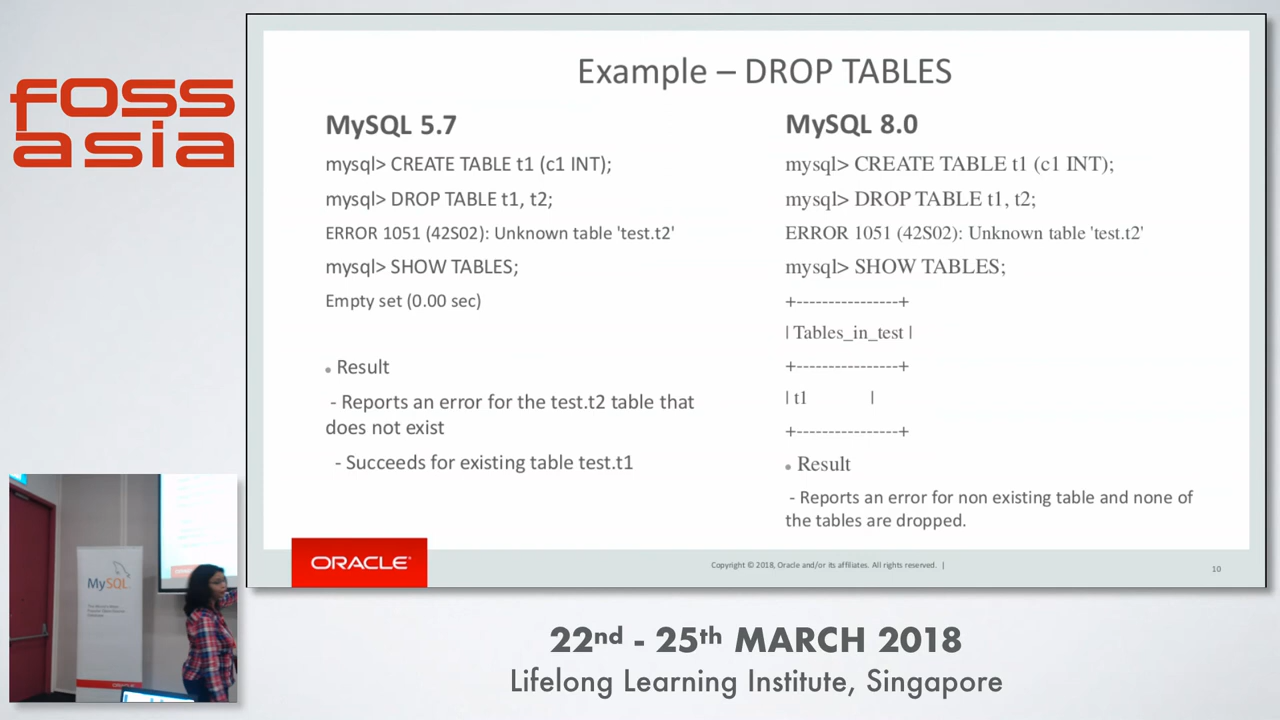 foss
asia
Example – DROP TABLES
MySQL 5.7
mysql> CREATE TABLE t1 (c1 INT);
mysql> DROP TABLE t1, t2;
ERROR 1051 (42S02): Unknown table 'test.t2'
mysql> SHOW TABLES;
Empty set (0.00 sec)
• Result
- Reports an error for the test.t2 table that
does not exist
- Succeeds for existing table test.t1
MySQL 8.0
mysql> CREATE TABLE t1 (c1 INT);
mysql> DROP TABLE t1, t2;
ERROR 1051 (42S02): Unknown table 'test.t2'
mysql> SHOW TABLES;
+----------------+
| Tables_in_test |
+----------------+
| t1 |
+----------------+
• Result
- Reports an error for non existing table and none of
the tables are dropped.
ORACLE®
Copyright © 2018, Oracle and/or its affiliates. All rights reserved. |
10
MySQL
22nd - 25th MARCH 2018
Lifelong Learning Institute, Singapore